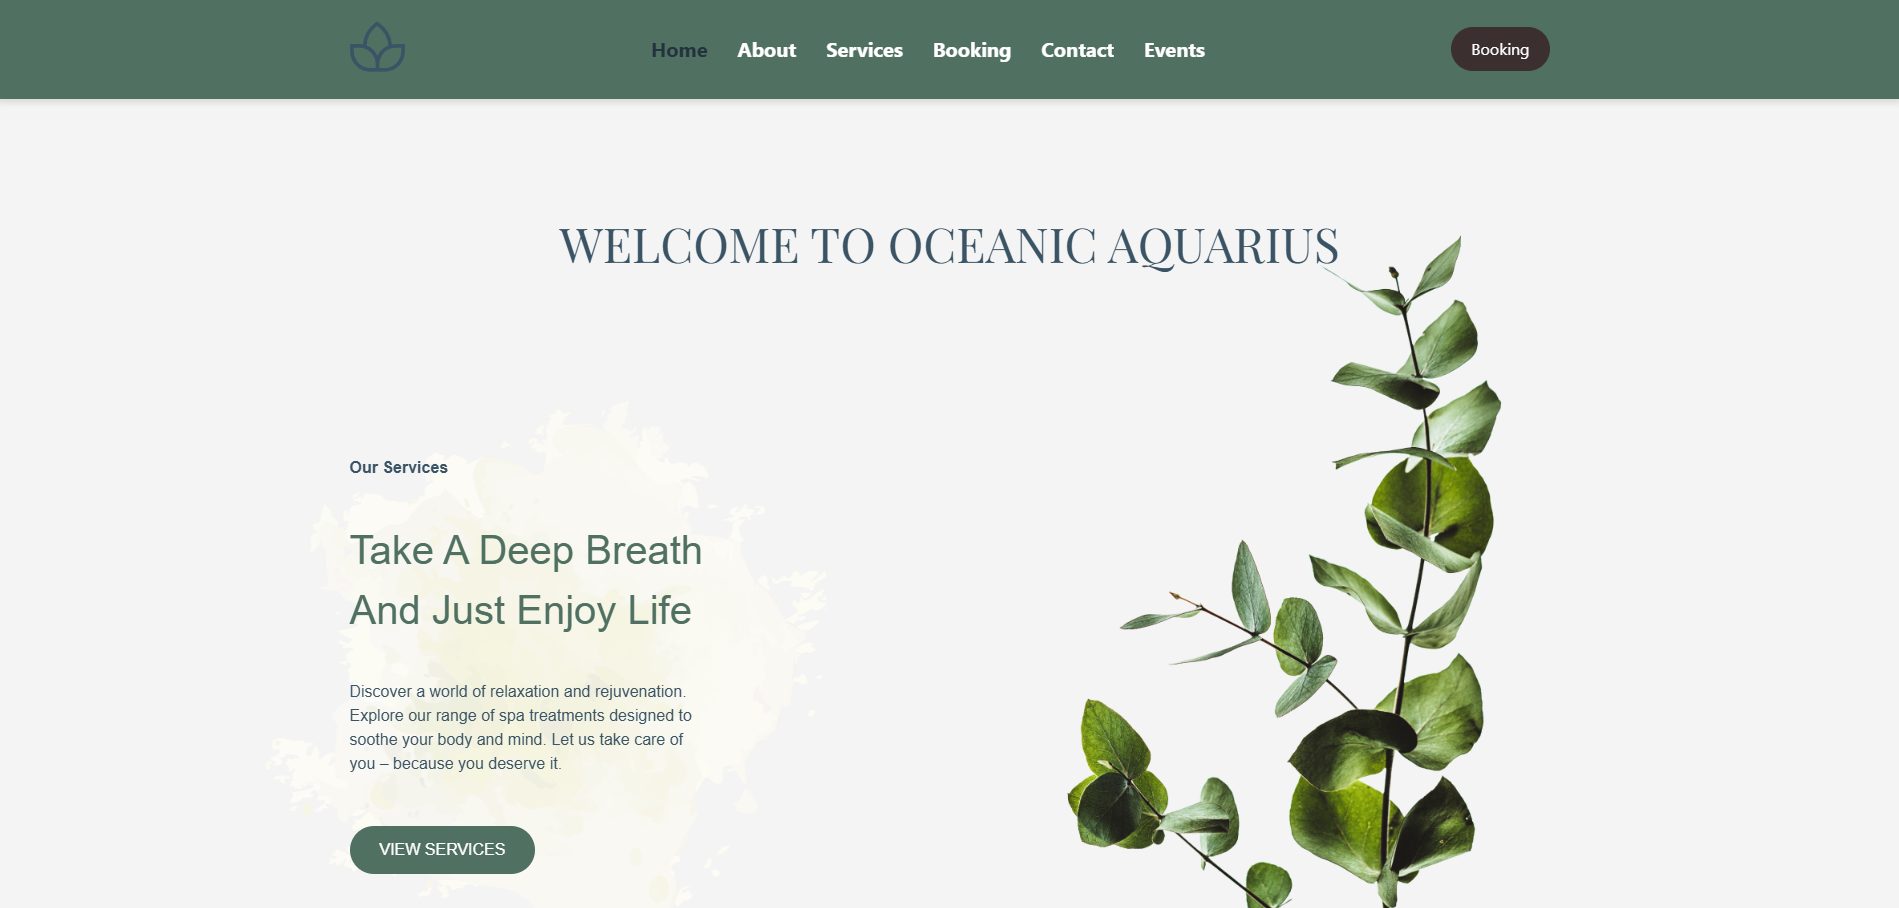 Home About Services Booking Contact Events Booking
WELCOME TO OCEANIC AQUARIUS
Our Services
Take A Deep Breath
And Just Enjoy Life
Discover a world of relaxation and rejuvenation.
Explore our range of spa treatments designed to
soothe your body and mind. Let us take care of
you – because you deserve it.
VIEW SERVICES